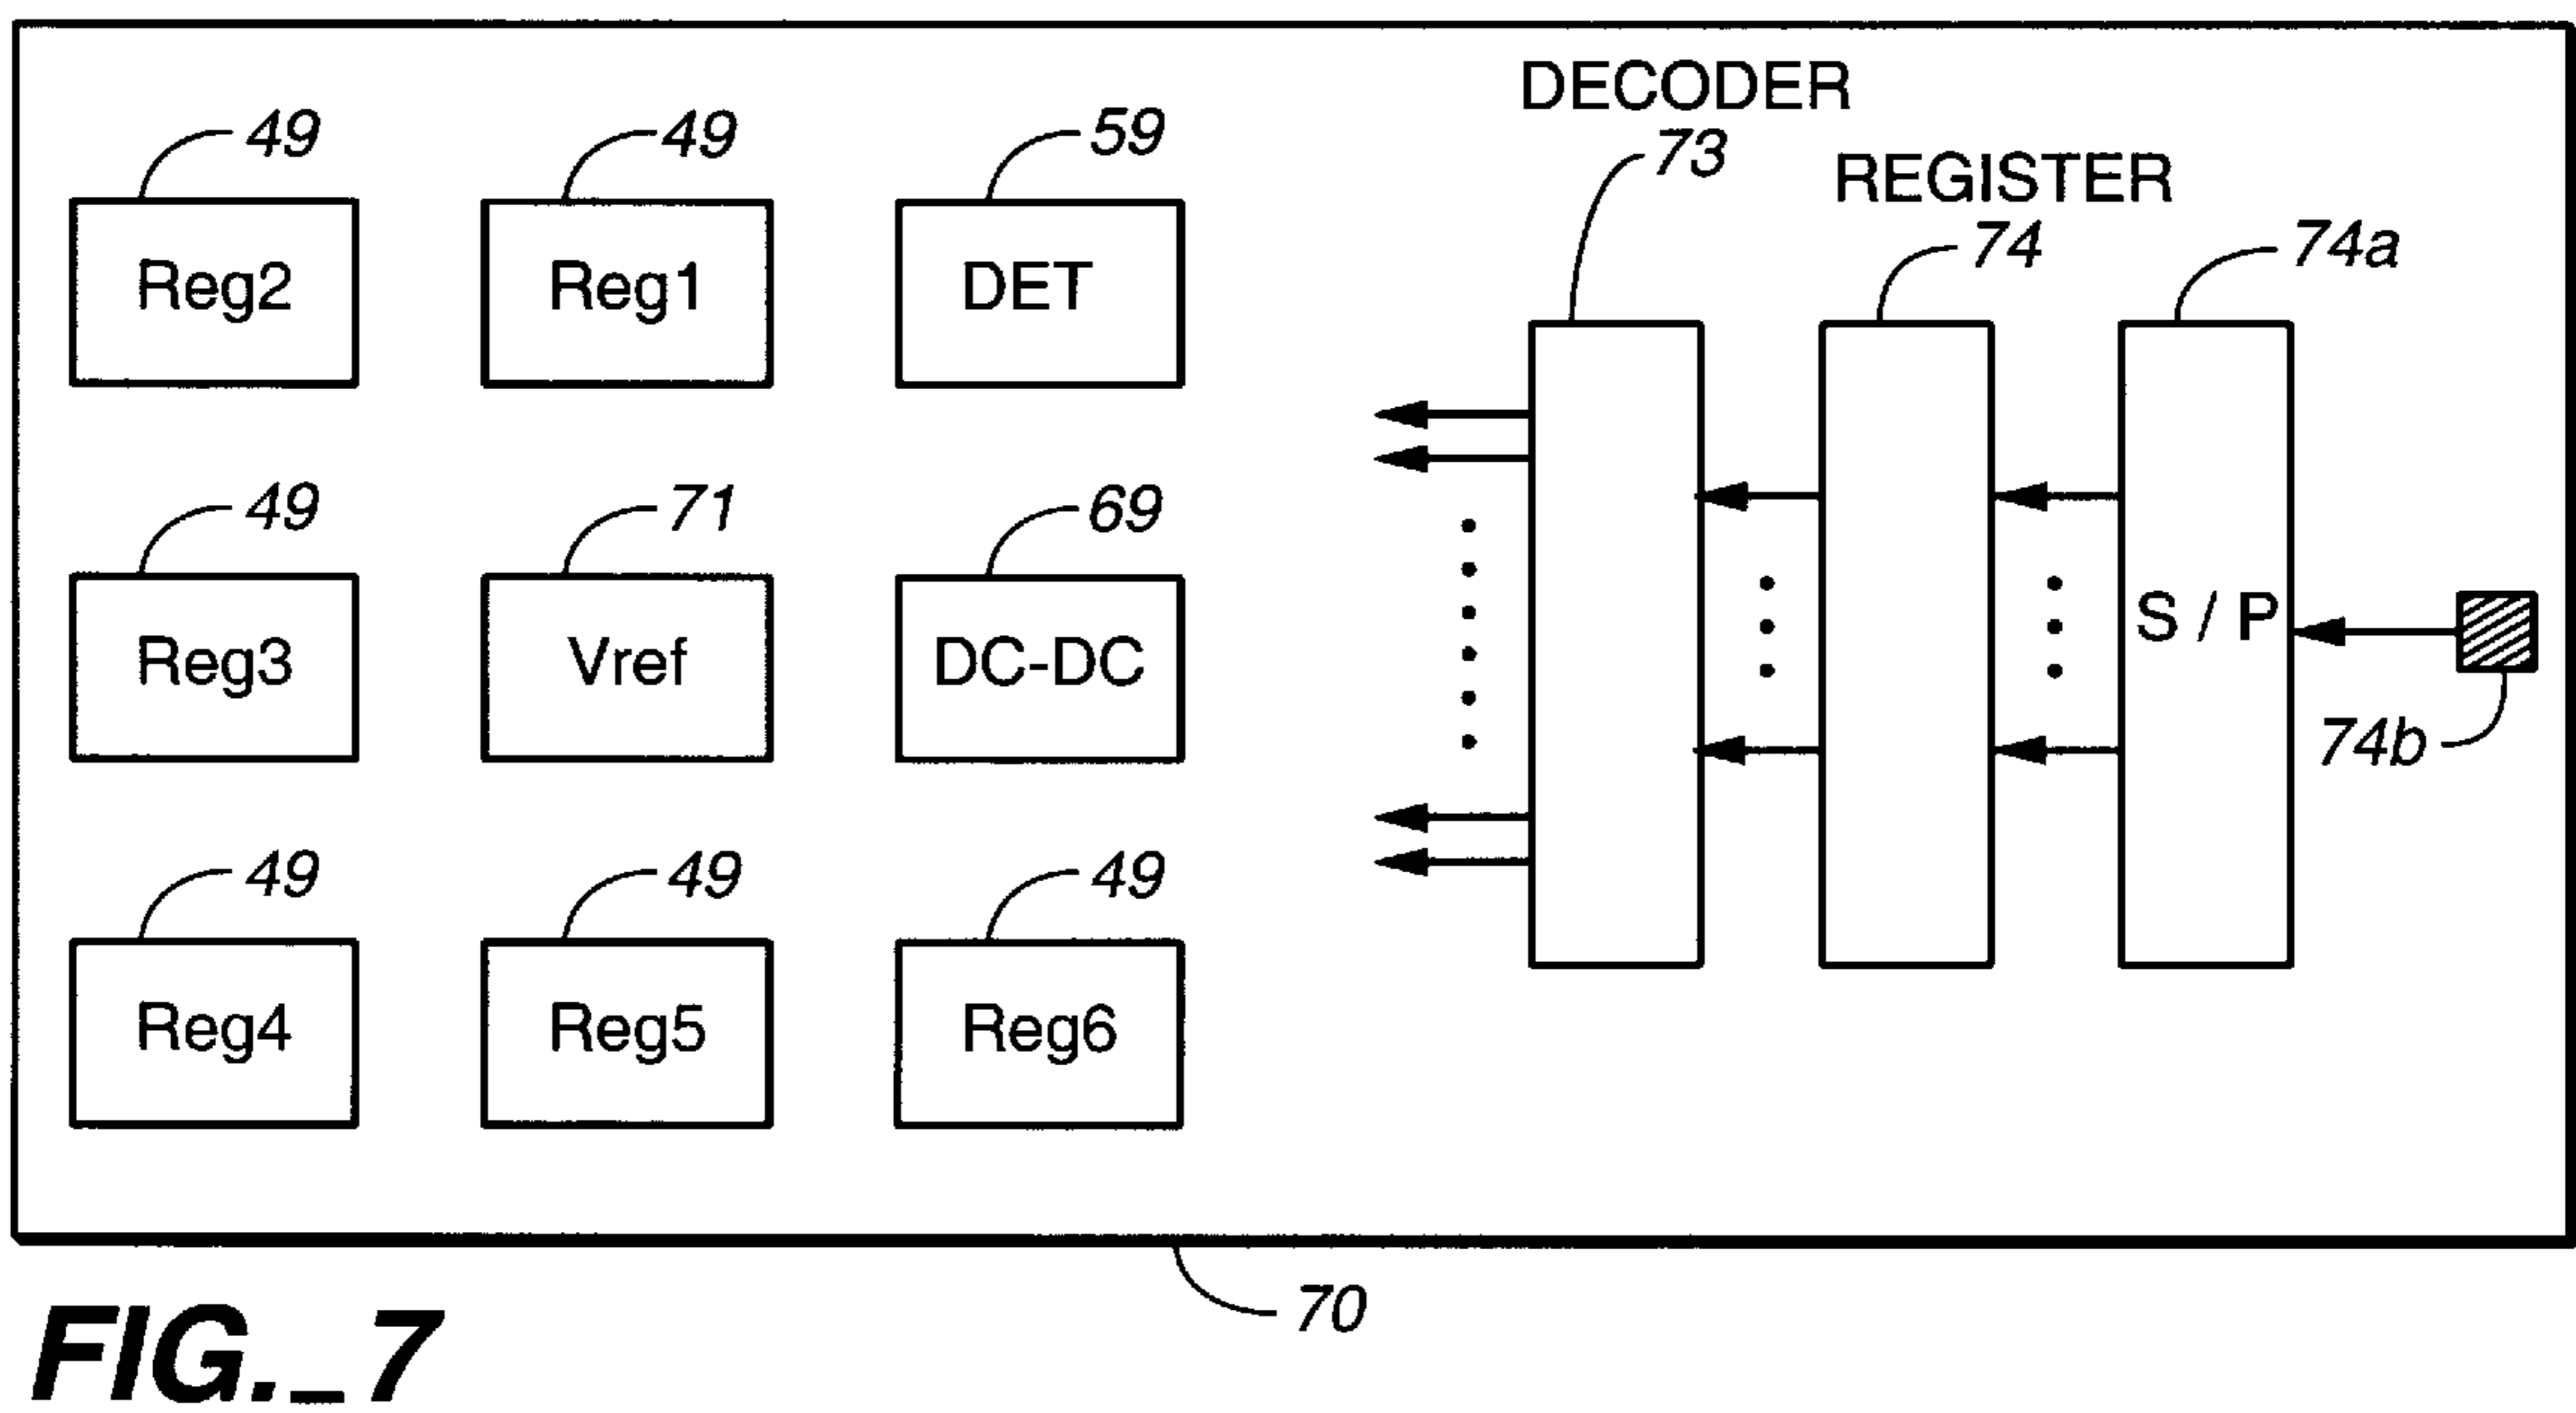 DECODER
73
REGISTER
74
74a
49
49
59
Reg2
Reg1
DET
49
71
69
Reg3
Vref
DC-DC
S / P
74b
49
49
49
Reg4
Reg5
Reg6
70
FIG._7